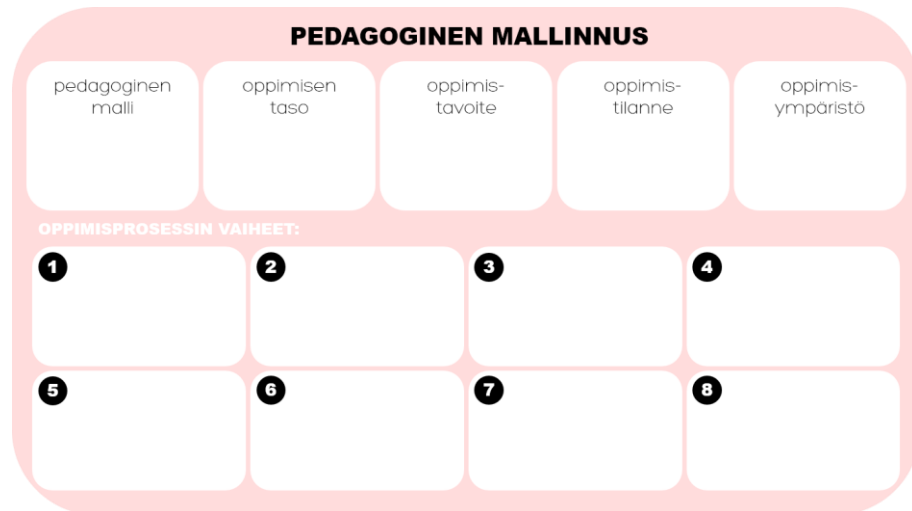 PEDAGOGINEN MALLINNUS
pedagoginen
malli
oppimisen
taso
oppimis-
tavoite
oppimis-
tilanne
oppimis-
ympäristö
OPPIMISPROSESSIN VAIHEET:
1
2
3
4
5
6
7
8